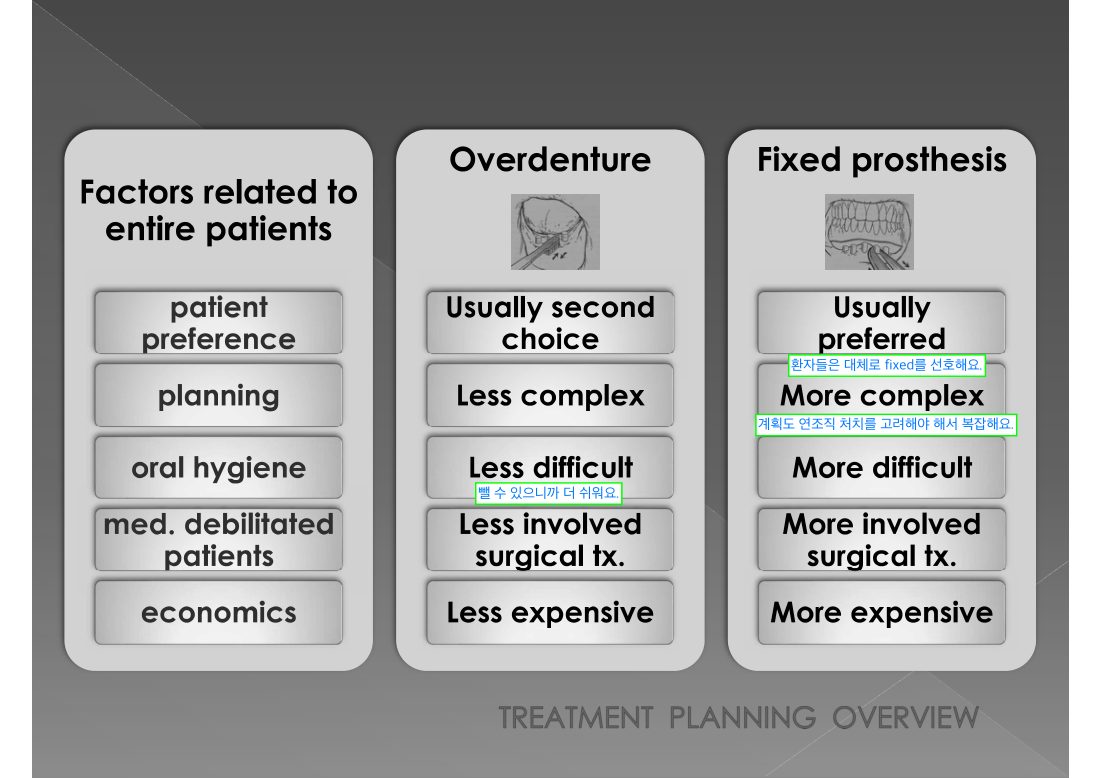 Factors related to
entire patients
patient
preference
planning
oral hygiene
med. debilitated
patients
economics
Overdenture
Usually second
choice
Less complex
Less difficult
뺄 수 있으니까 더 쉬워요.
Less involved
surgical tx.
Less expensive
Fixed prosthesis
Usually
preferred
환자들은 대체로 fixed를 선호해요.
More complex
계획도 연조직 처치를 고려해야 해서 복잡해요.
More difficult
More involved
surgical tx.
More expensive
TREATMENT PLANNING OVERVIEW